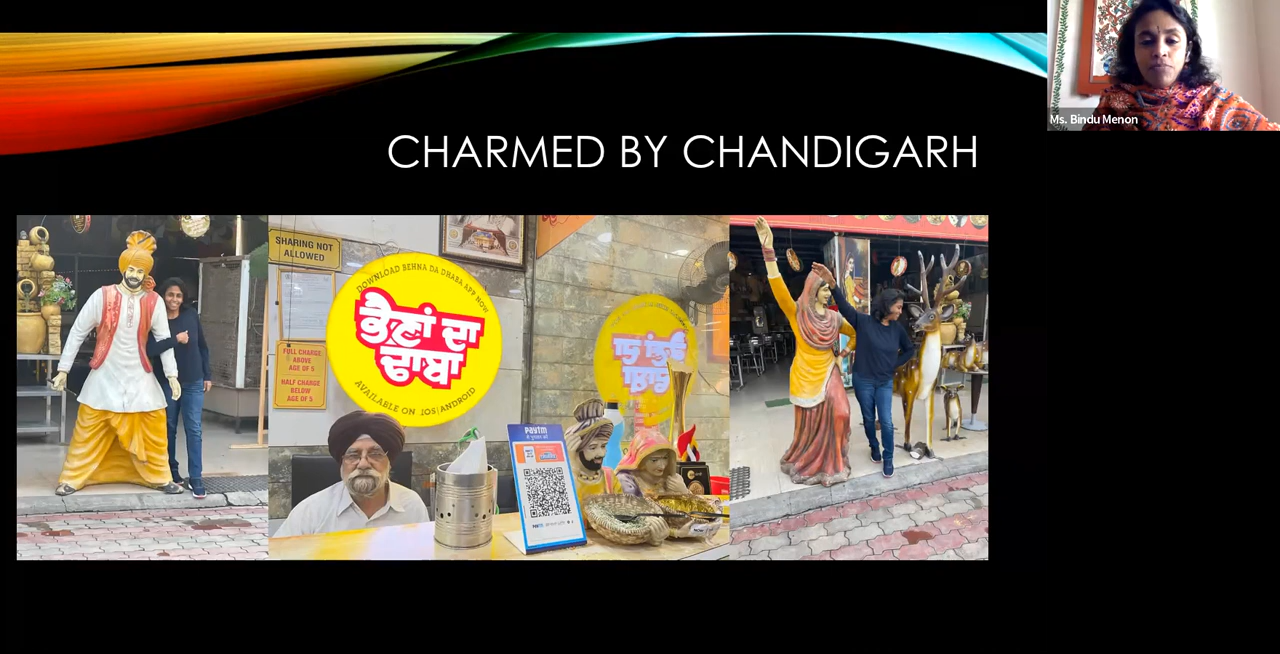 Ms. Bindu Menon
CHARMED BY CHANDIGARH
SHARING NOT
ALLOWED
FULL CHARGE
ABOVE
AGE OF 5
HALF CHARGE
BELOW
AGE OF 5
DOWNLOAD BEHNA DA DHABA APP NOW
ਭੈਣਾਂ ਦਾ
ਢਾਬਾ
AVAILABLE ON IOS | ANDROID
paytm